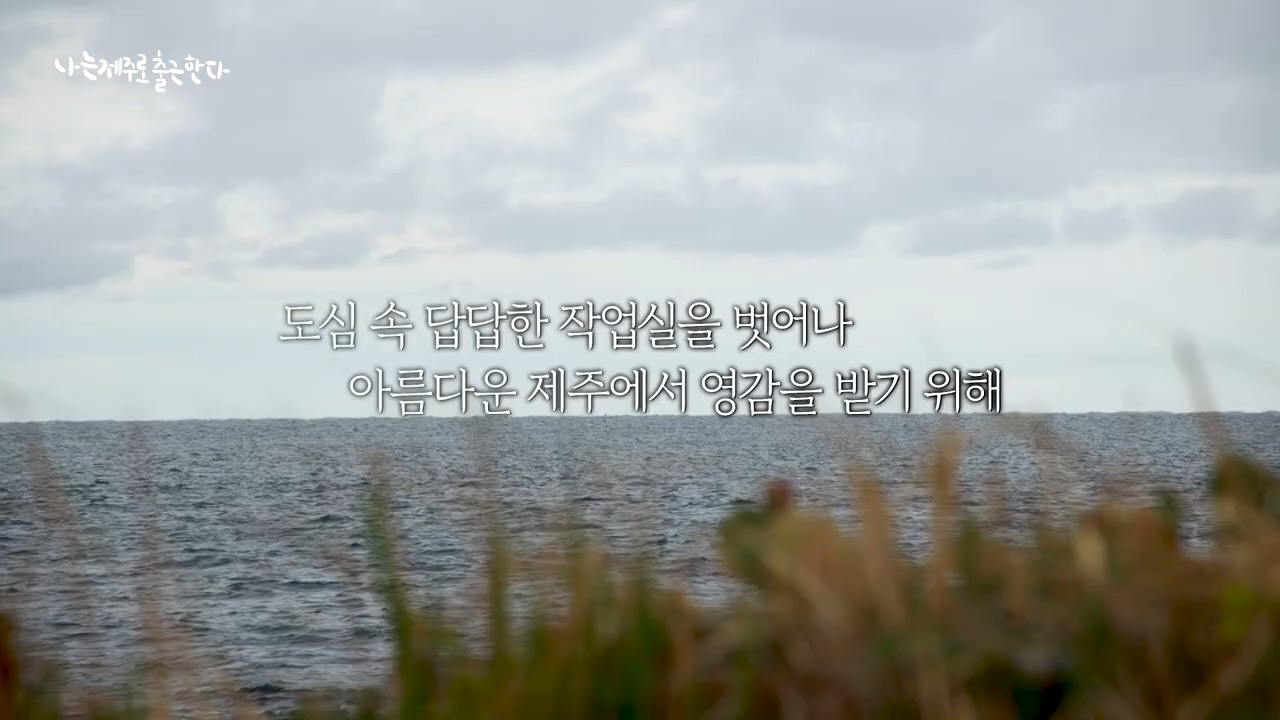 나는 제주로 출근한다
도심 속 답답한 작업실을 벗어나
아름다운 제주에서 영감을 받기 위해